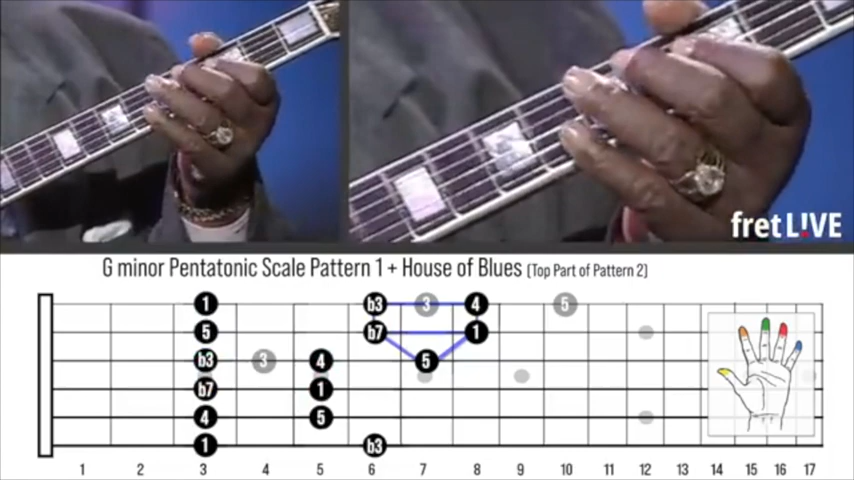 fretL!VE
G minor Pentatonic Scale Pattern 1 + House of Blues (Top Part of Pattern 2)
1 b3 3 4 5
5 b7 1
b3 3 4 5
b7 1
4 5
1 b3
1 2 3 4 5 6 7 8 9 10 11 12 13 14 15 16 17